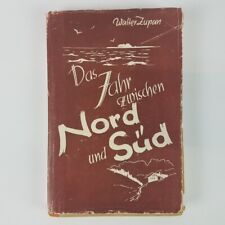 Walter Zupan
Das Jahr
zwischen
Nord
und Süd